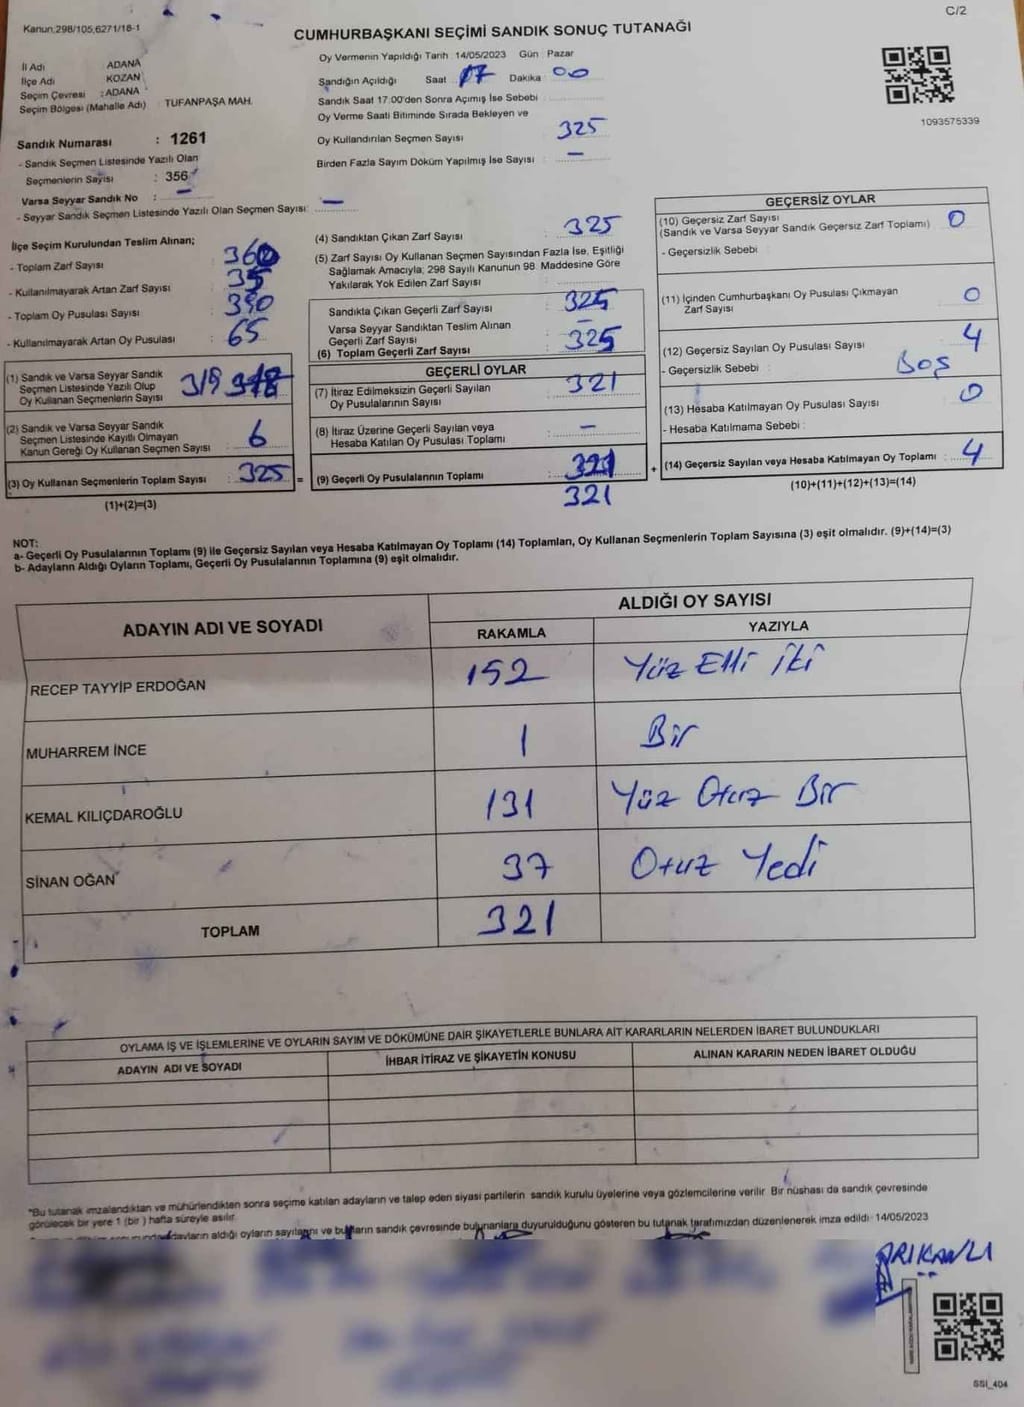 Kanun:298/105,6271/18-1
C/2
CUMHURBAŞKANI SEÇİMİ SANDIK SONUÇ TUTANAĞI
İl Adı ADANA
İlçe Adı KOZAN
Seçim Çevresi : ADANA
Seçim Bölgesi (Mahalle Adı) : TUFANPAŞA MAH.
Sandık Numarası : 1261
- Sandık Seçmen Listesinde Yazılı Olan
Seçmenlerin Sayısı : 356
Varsa Seyyar Sandık No : -
- Seyyar Sandık Seçmen Listesinde Yazılı Olan Seçmen Sayısı: -
Oy Vermenin Yapıldığı Tarih 14/05/2023 Gün : Pazar
Sandığın Açıldığı Saat : 17 Dakika : 00
Sandık Saat 17:00'den Sonra Açımış İse Sebebi :
Oy Verme Saati Bitiminde Sırada Bekleyen ve
Oy Kullandırılan Seçmen Sayısı : 325
Birden Fazla Sayım Döküm Yapılmış İse Sayısı : -
1093575339
İlçe Seçim Kurulundan Teslim Alınan;
- Toplam Zarf Sayısı : 360
- Kullanılmayarak Artan Zarf Sayısı : 35
- Toplam Oy Pusulası Sayısı : 390
- Kullanılmayarak Artan Oy Pusulası : 65
(1) Sandık ve Varsa Seyyar Sandık
Seçmen Listesinde Yazılı Olup
Oy Kullanan Seçmenlerin Sayısı : 319
(2) Sandık ve Varsa Seyyar Sandık
Seçmen Listesinde Kayıtlı Olmayan
Kanun Gereği Oy Kullanan Seçmen Sayısı : 6
(3) Oy Kullanan Seçmenlerin Toplam Sayısı : 325 =
(1)+(2)=(3)
(4) Sandıktan Çıkan Zarf Sayısı : 325
(5) Zarf Sayısı Oy Kullanan Seçmen Sayısından Fazla İse, Eşitliği
Sağlamak Amacıyla; 298 Sayılı Kanunun 98. Maddesine Göre
Yakılarak Yok Edilen Zarf Sayısı : -
Sandıkta Çıkan Geçerli Zarf Sayısı : 325
Varsa Seyyar Sandıktan Teslim Alınan
Geçerli Zarf Sayısı : -
(6) Toplam Geçerli Zarf Sayısı : 325
GEÇERLİ OYLAR
(7) İtiraz Edilmeksizin Geçerli Sayılan
Oy Pusulalarının Sayısı : 321
(8) İtiraz Üzerine Geçerli Sayılan veya
Hesaba Katılan Oy Pusulası Toplamı : -
(9) Geçerli Oy Pusulalarının Toplamı : 321 +
321
GEÇERSİZ OYLAR
(10) Geçersiz Zarf Sayısı
(Sandık ve Varsa Seyyar Sandık Geçersiz Zarf Toplamı) : 0
- Geçersizlik Sebebi :
(11) İçinden Cumhurbaşkanı Oy Pusulası Çıkmayan
Zarf Sayısı : 0
(12) Geçersiz Sayılan Oy Pusulası Sayısı : 4
- Geçersizlik Sebebi : Boş
(13) Hesaba Katılmayan Oy Pusulası Sayısı : 0
- Hesaba Katılmama Sebebi :
(14) Geçersiz Sayılan veya Hesaba Katılmayan Oy Toplamı : 4
(10)+(11)+(12)+(13)=(14)
NOT:
a- Geçerli Oy Pusulalarının Toplamı (9) ile Geçersiz Sayılan veya Hesaba Katılmayan Oy Toplamı (14) Toplamları, Oy Kullanan Seçmenlerin Toplam Sayısına (3) eşit olmalıdır. (9)+(14)=(3)
b- Adayların Aldığı Oyların Toplamı, Geçerli Oy Pusulalarının Toplamına (9) eşit olmalıdır.
ADAYIN ADI VE SOYADI
ALDIĞI OY SAYISI
RAKAMLA YAZIYLA
RECEP TAYYİP ERDOĞAN 152 Yüz Elli iki
MUHARREM İNCE 1 Bir
KEMAL KILIÇDAROĞLU 131 Yüz Otuz Bir
SİNAN OĞAN 37 Otuz Yedi
TOPLAM 321
OYLAMA İŞ VE İŞLEMLERİNE VE OYLARIN SAYIM VE DÖKÜMÜNE DAİR ŞİKAYETLERLE BUNLARA AİT KARARLARIN NELERDEN İBARET BULUNDUKLARI
ADAYIN ADI VE SOYADI İHBAR İTİRAZ VE ŞİKAYETİN KONUSU ALINAN KARARIN NEDEN İBARET OLDUĞU
*Bu tutanak imzalandıktan ve mühürlendikten sonra seçime katılan adayların ve talep eden siyasi partilerin sandık kurulu üyelerine veya gözlemcilerine verilir. Bir nüshası da sandık çevresinde
görülecek bir yere 1 (bir ) hafta süreyle asılır.
adayların aldığı oyların sayılarını ve bunların sandık çevresinde bulunanlara duyurulduğunu gösteren bu tutanak tarafımızdan düzenlenerek imza edildi 14/05/2023
ARIKANLI
SSI_404